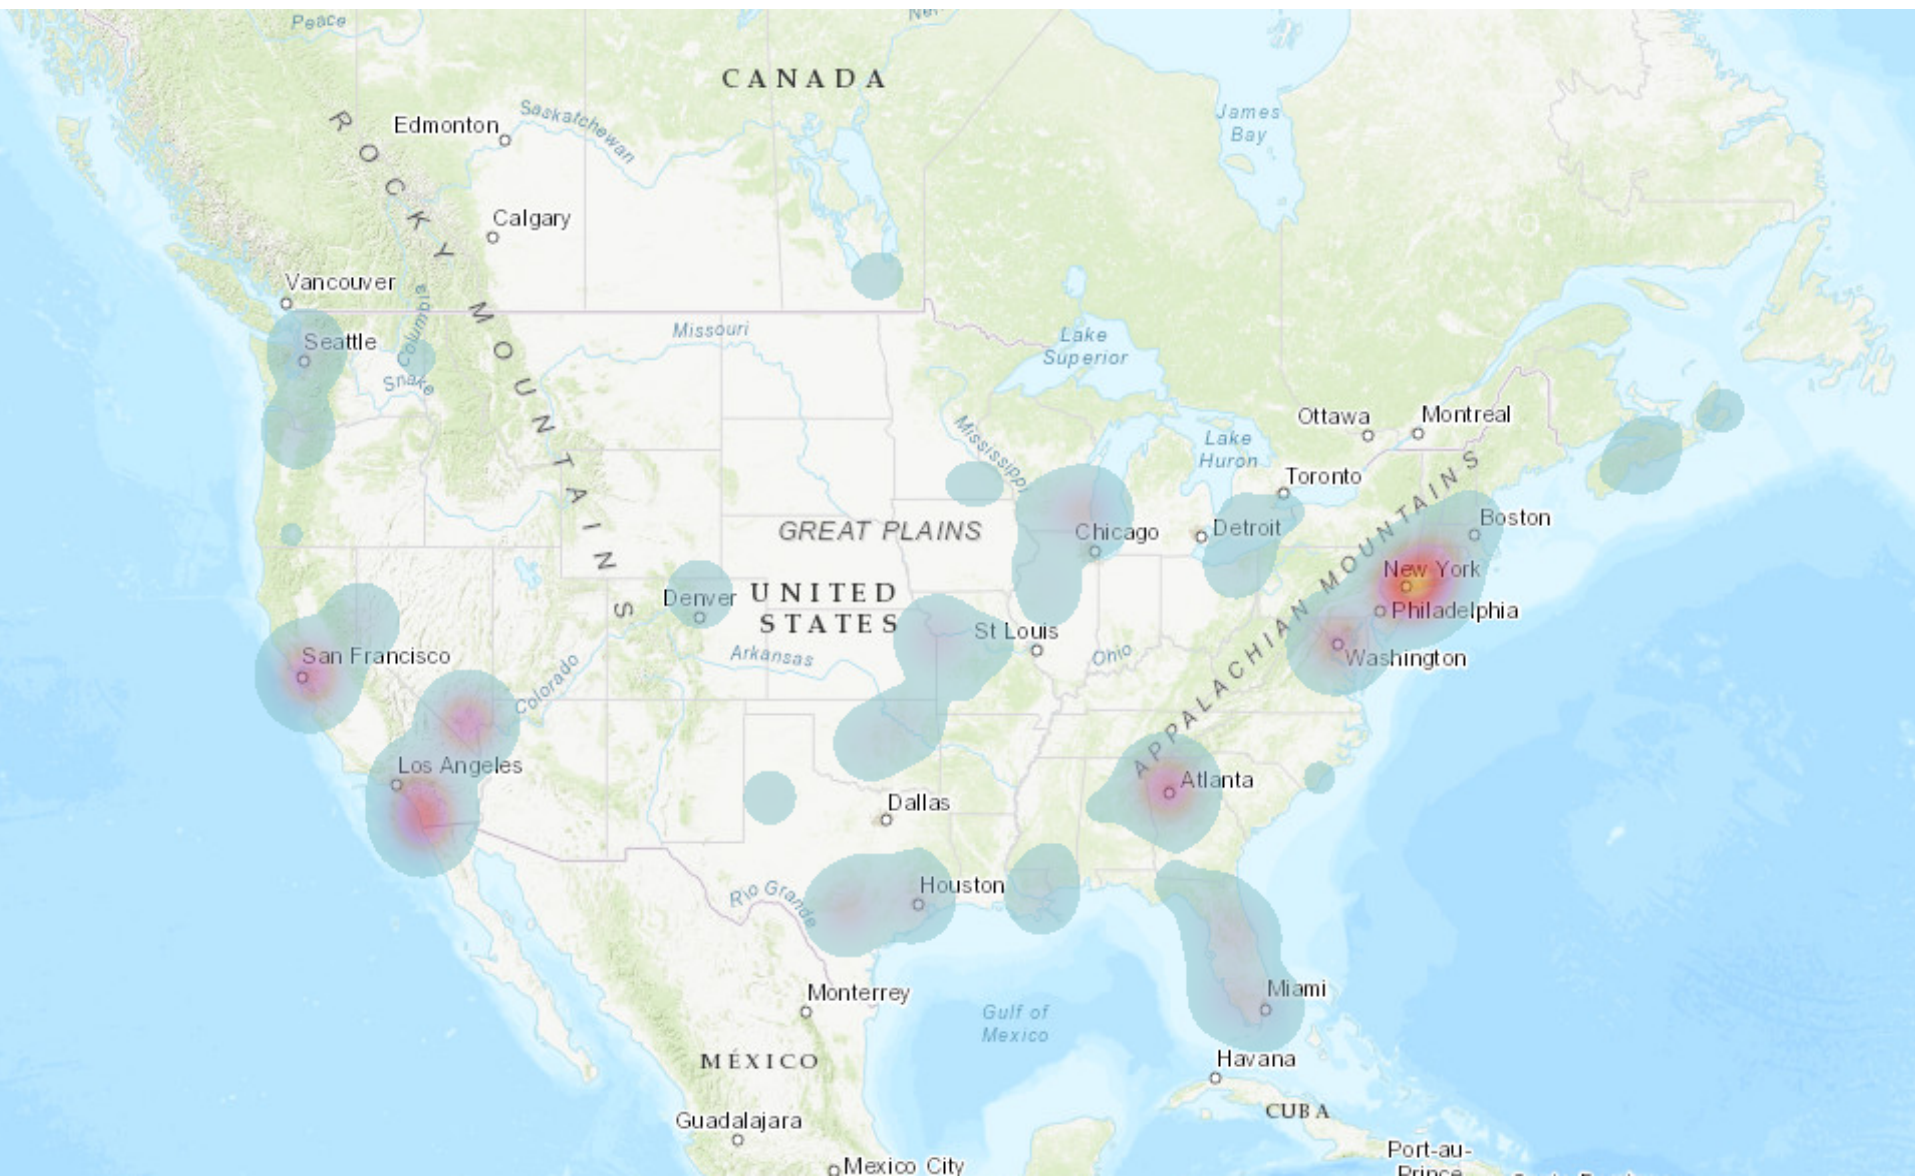 Peace
CANADA
Edmonton
Saskatchewan
James
Bay
ROCKY MOUNTAINS
Calgary
Vancouver
Columbia
Seattle
Snake
Missouri
Lake
Superior
Mississippi
Ottawa
Montreal
Lake
Huron
Toronto
GREAT PLAINS
Chicago
Detroit
Boston
New York
Denver
UNITED
STATES
Philadelphia
St Louis
APPALACHIAN MOUNTAINS
San Francisco
Colorado
Arkansas
Ohio
Washington
Los Angeles
Atlanta
Dallas
Rio Grande
Houston
Monterrey
Gulf of
Mexico
Miami
MÉXICO
Havana
CUBA
Guadalajara
Mexico City
Port-au-
Prince